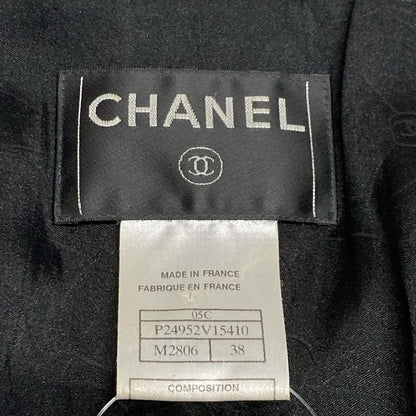 CHANEL
MADE IN FRANCE
FABRIQUE EN FRANCE
05C
P24952V15410
M2806 38
COMPOSITION